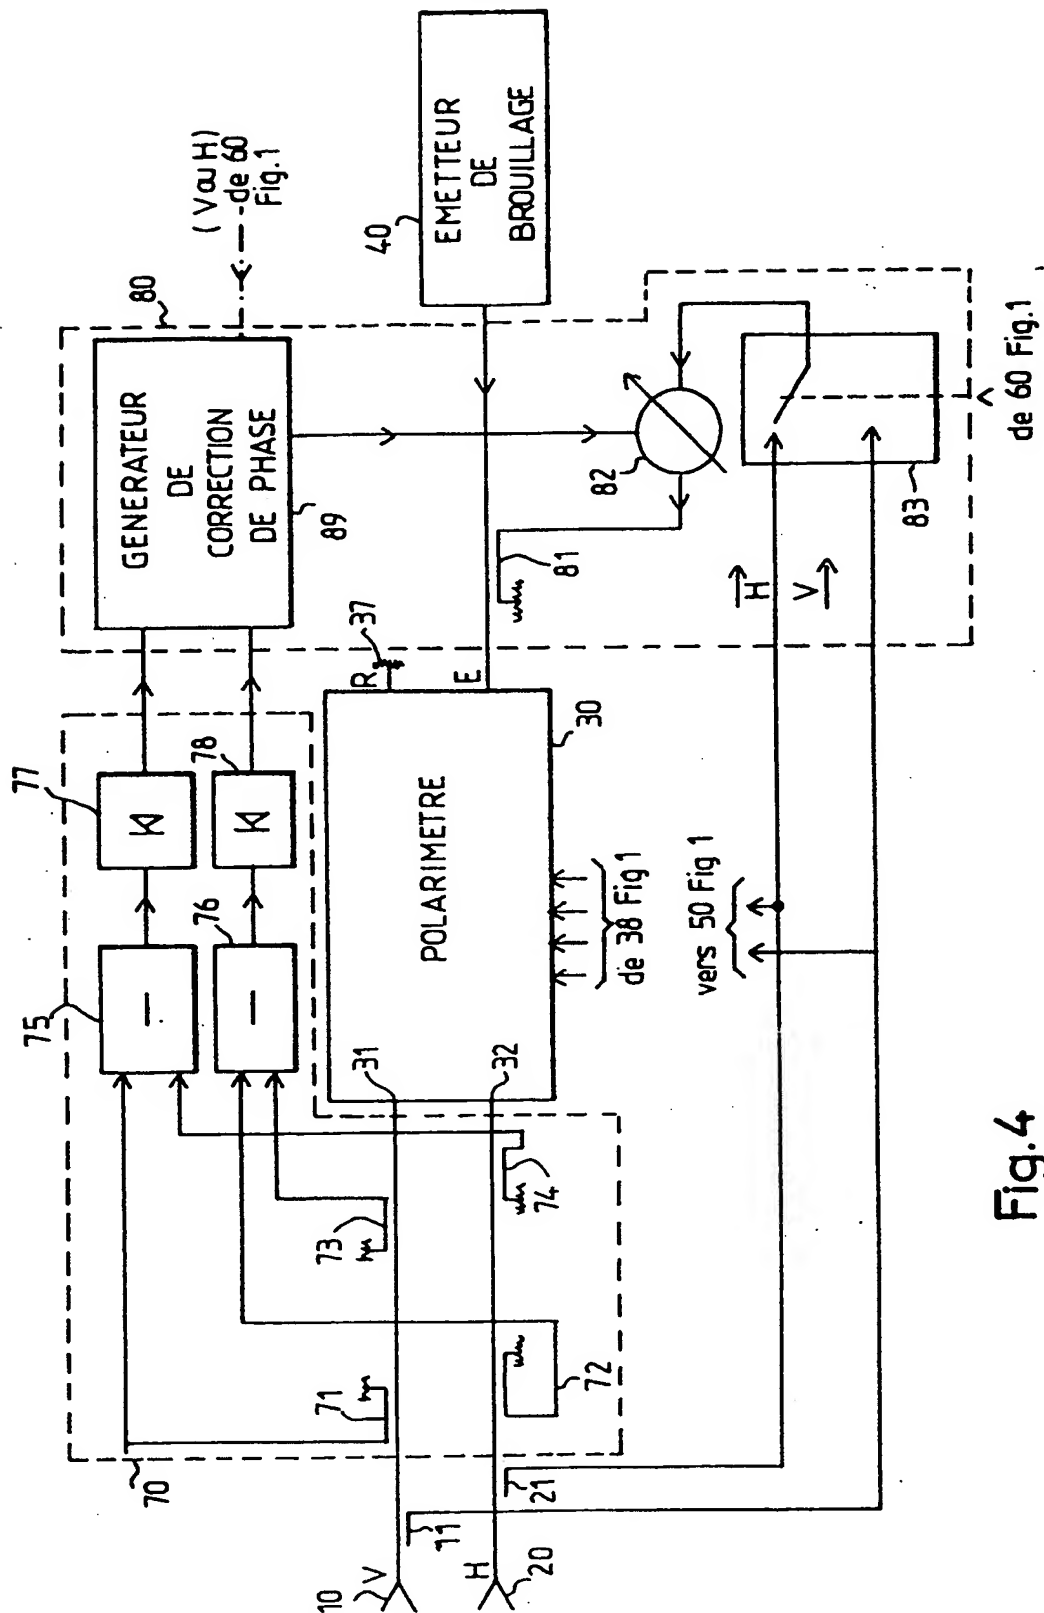 10
V
H
20
11
21
70
71
72
73
74
75
76
77
78
31
32
POLARIMETRE
30
de 38 Fig 1
R
37
E
vers 50 Fig 1
80
GENERATEUR
DE
CORRECTION
DE PHASE
89
(V ou H)
de 60
Fig.1
40
EMETTEUR
DE
BROUILLAGE
81
82
83
H
V
de 60 Fig.1
Fig.4